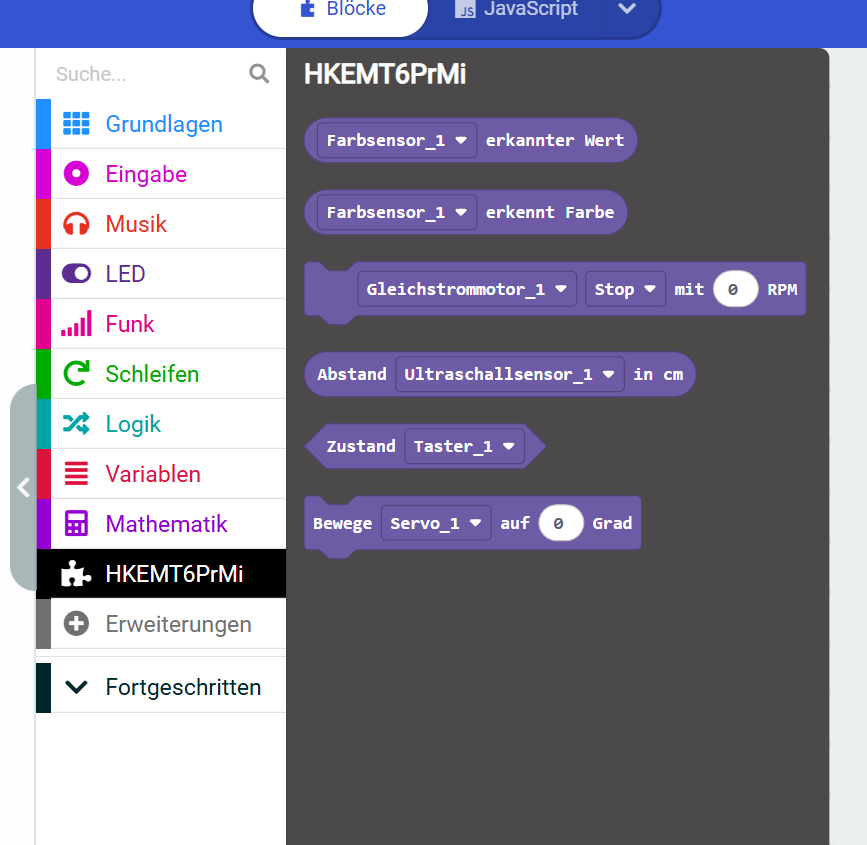 Blöcke JS JavaScript
Suche...
Grundlagen
Eingabe
Musik
LED
Funk
Schleifen
Logik
Variablen
Mathematik
HKEMT6PrMi
Erweiterungen
Fortgeschritten
HKEMT6PrMi
Farbsensor_1 erkannter Wert
Farbsensor_1 erkennt Farbe
Gleichstrommotor_1 Stop mit 0 RPM
Abstand Ultraschallsensor_1 in cm
Zustand Taster_1
Bewege Servo_1 auf 0 Grad